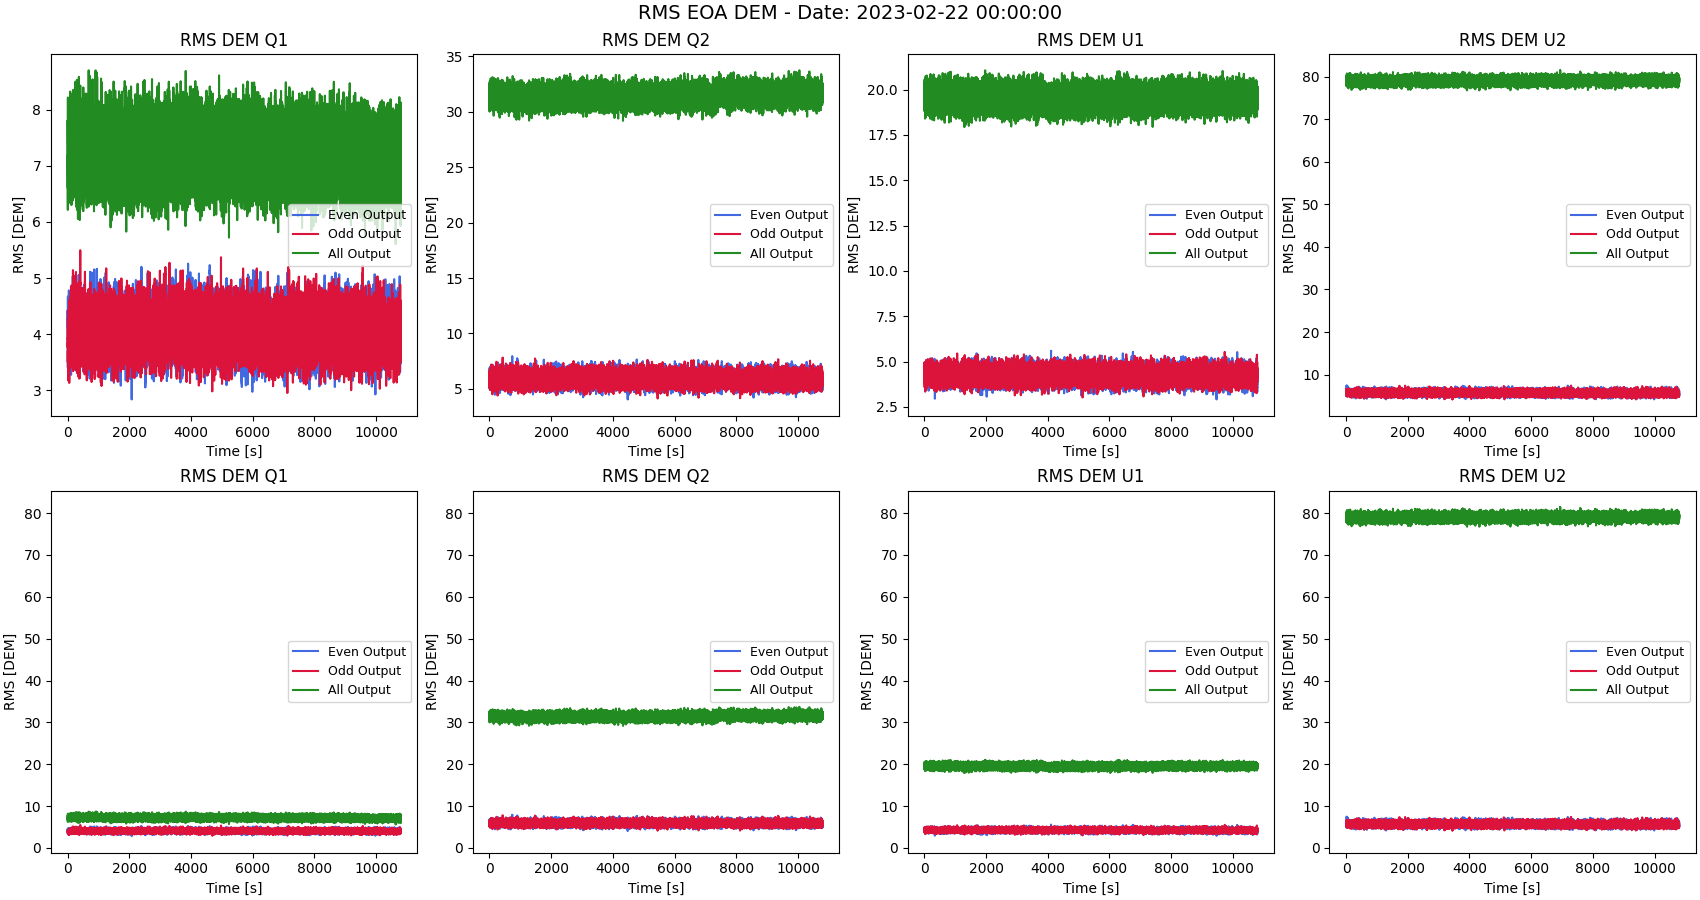 RMS EOA DEM - Date: 2023-02-22 00:00:00
RMS DEM Q1
RMS [DEM]
8
7
6
5
4
3
0 2000 4000 6000 8000 10000
Time [s]
Even Output
Odd Output
All Output
RMS DEM Q2
RMS [DEM]
35
30
25
20
15
10
5
0 2000 4000 6000 8000 10000
Time [s]
Even Output
Odd Output
All Output
RMS DEM U1
RMS [DEM]
20.0
17.5
15.0
12.5
10.0
7.5
5.0
2.5
0 2000 4000 6000 8000 10000
Time [s]
Even Output
Odd Output
All Output
RMS DEM U2
RMS [DEM]
80
70
60
50
40
30
20
10
0 2000 4000 6000 8000 10000
Time [s]
Even Output
Odd Output
All Output
RMS DEM Q1
RMS [DEM]
80
70
60
50
40
30
20
10
0
0 2000 4000 6000 8000 10000
Time [s]
Even Output
Odd Output
All Output
RMS DEM Q2
RMS [DEM]
80
70
60
50
40
30
20
10
0
0 2000 4000 6000 8000 10000
Time [s]
Even Output
Odd Output
All Output
RMS DEM U1
RMS [DEM]
80
70
60
50
40
30
20
10
0
0 2000 4000 6000 8000 10000
Time [s]
Even Output
Odd Output
All Output
RMS DEM U2
RMS [DEM]
80
70
60
50
40
30
20
10
0
0 2000 4000 6000 8000 10000
Time [s]
Even Output
Odd Output
All Output